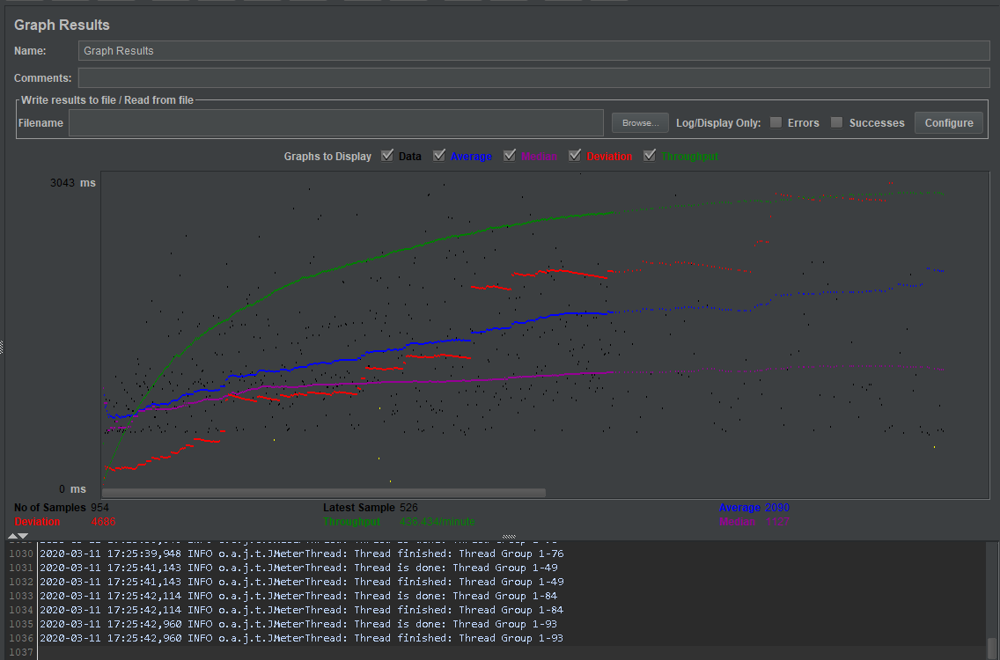 Graph Results
Name: Graph Results
Comments:
Write results to file / Read from file
Filename Browse... Log/Display Only: Errors Successes Configure
Graphs to Display Data Average Median Deviation Throughput
3043 ms
0 ms
No of Samples 954 Latest Sample 526 Average 2090
Deviation 4686 Throughput 436.434/minute Median
1030 2020-03-11 17:25:39,948 INFO o.a.j.t.JMeterThread: Thread finished: Thread Group 1-76
1031 2020-03-11 17:25:41,143 INFO o.a.j.t.JMeterThread: Thread is done: Thread Group 1-49
1032 2020-03-11 17:25:41,143 INFO o.a.j.t.JMeterThread: Thread finished: Thread Group 1-49
1033 2020-03-11 17:25:42,114 INFO o.a.j.t.JMeterThread: Thread is done: Thread Group 1-84
1034 2020-03-11 17:25:42,114 INFO o.a.j.t.JMeterThread: Thread finished: Thread Group 1-84
1035 2020-03-11 17:25:42,960 INFO o.a.j.t.JMeterThread: Thread is done: Thread Group 1-93
1036 2020-03-11 17:25:42,960 INFO o.a.j.t.JMeterThread: Thread finished: Thread Group 1-93
1037